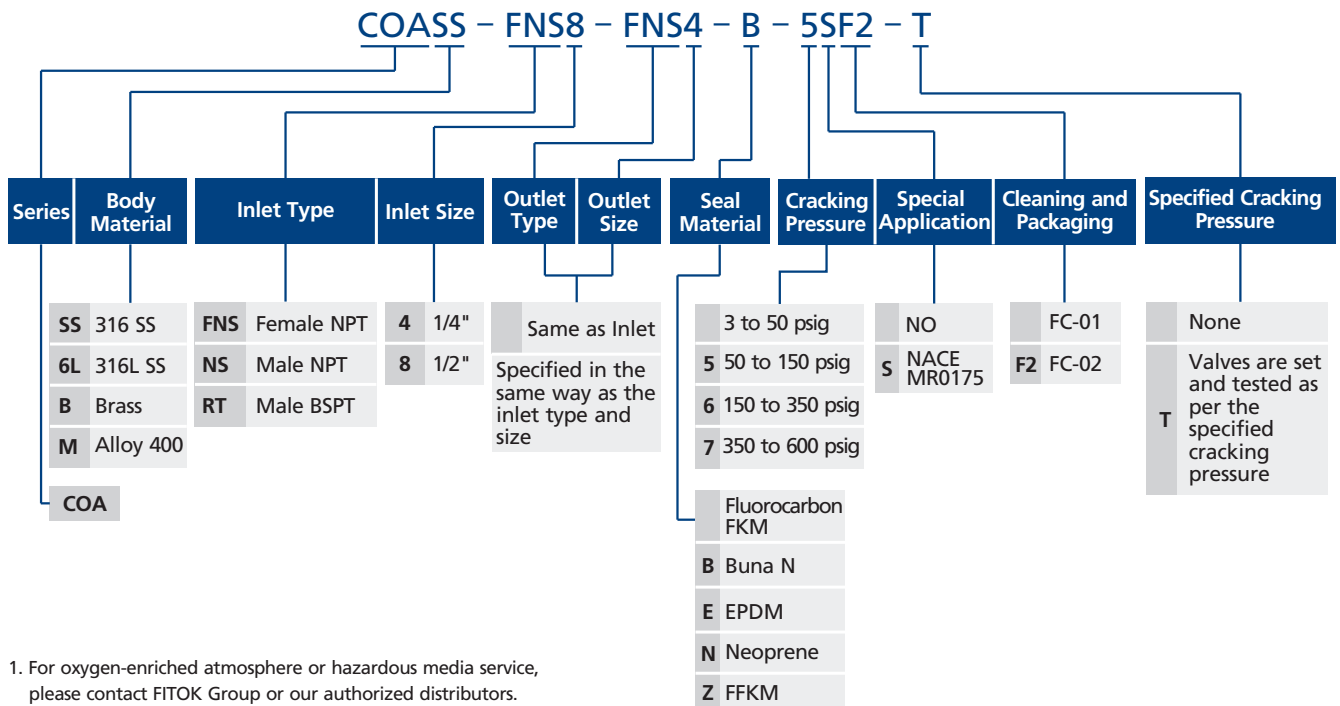 COASS – FNS8 – FNS4 – B – 5SF2 – T
Series
Body
Material
Inlet Type
Inlet Size
Outlet
Type
Outlet
Size
Seal
Material
Cracking
Pressure
Special
Application
Cleaning and
Packaging
Specified Cracking
Pressure
SS 316 SS
6L 316L SS
B Brass
M Alloy 400
COA
FNS Female NPT
NS Male NPT
RT Male BSPT
4 1/4"
8 1/2"
Same as Inlet
Specified in the
same way as the
inlet type and
size
3 to 50 psig
5 50 to 150 psig
6 150 to 350 psig
7 350 to 600 psig
Fluorocarbon
FKM
B Buna N
E EPDM
N Neoprene
Z FFKM
NO
S NACE
MR0175
FC-01
F2 FC-02
None
T Valves are set
and tested as
per the
specified
cracking
pressure
1. For oxygen-enriched atmosphere or hazardous media service,
please contact FITOK Group or our authorized distributors.